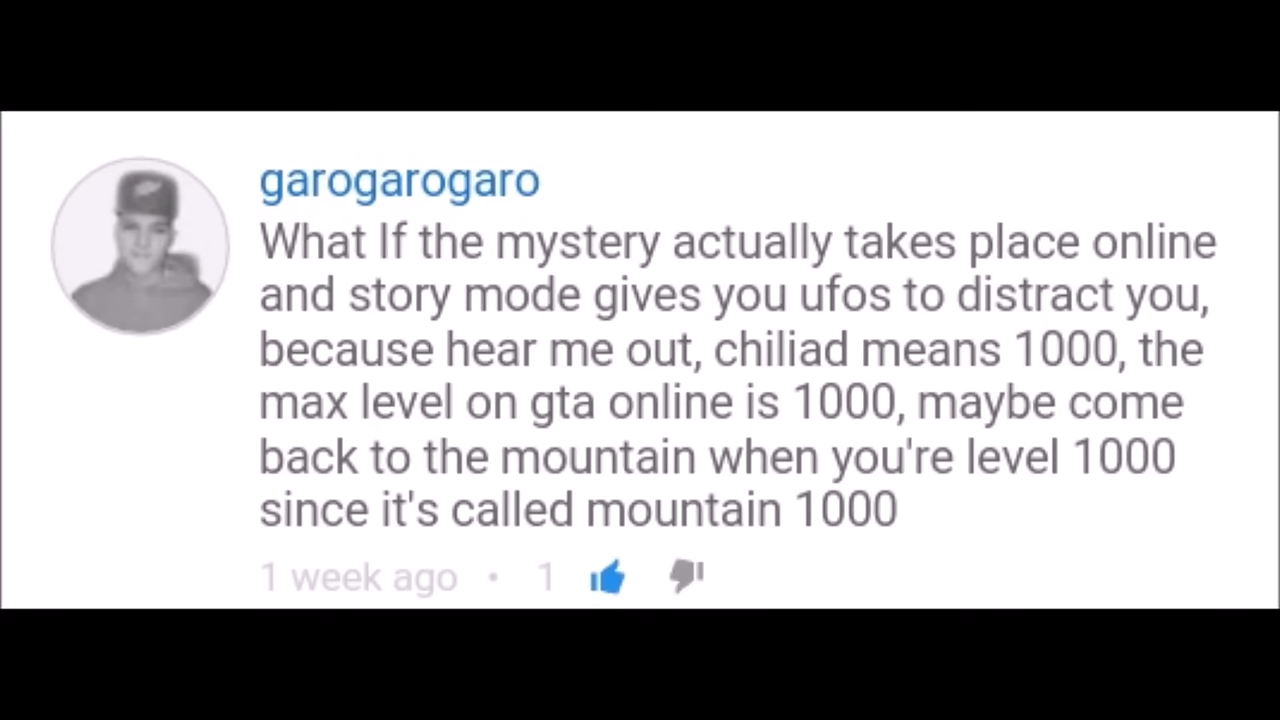 garogarogaro
What If the mystery actually takes place online
and story mode gives you ufos to distract you,
because hear me out, chiliad means 1000, the
max level on gta online is 1000, maybe come
back to the mountain when you're level 1000
since it's called mountain 1000
1 week ago • 1